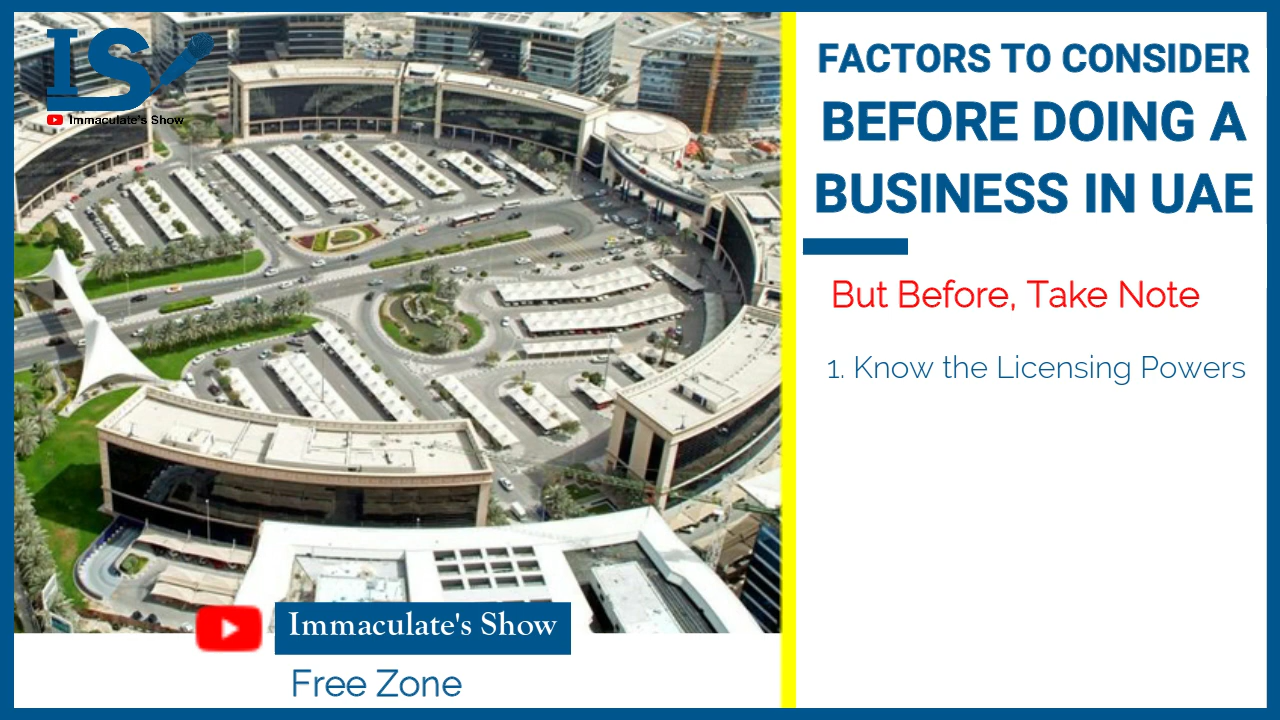 IS
Immaculate's Show
FACTORS TO CONSIDER
BEFORE DOING A
BUSINESS IN UAE
But Before, Take Note
1. Know the Licensing Powers
Immaculate's Show
Free Zone